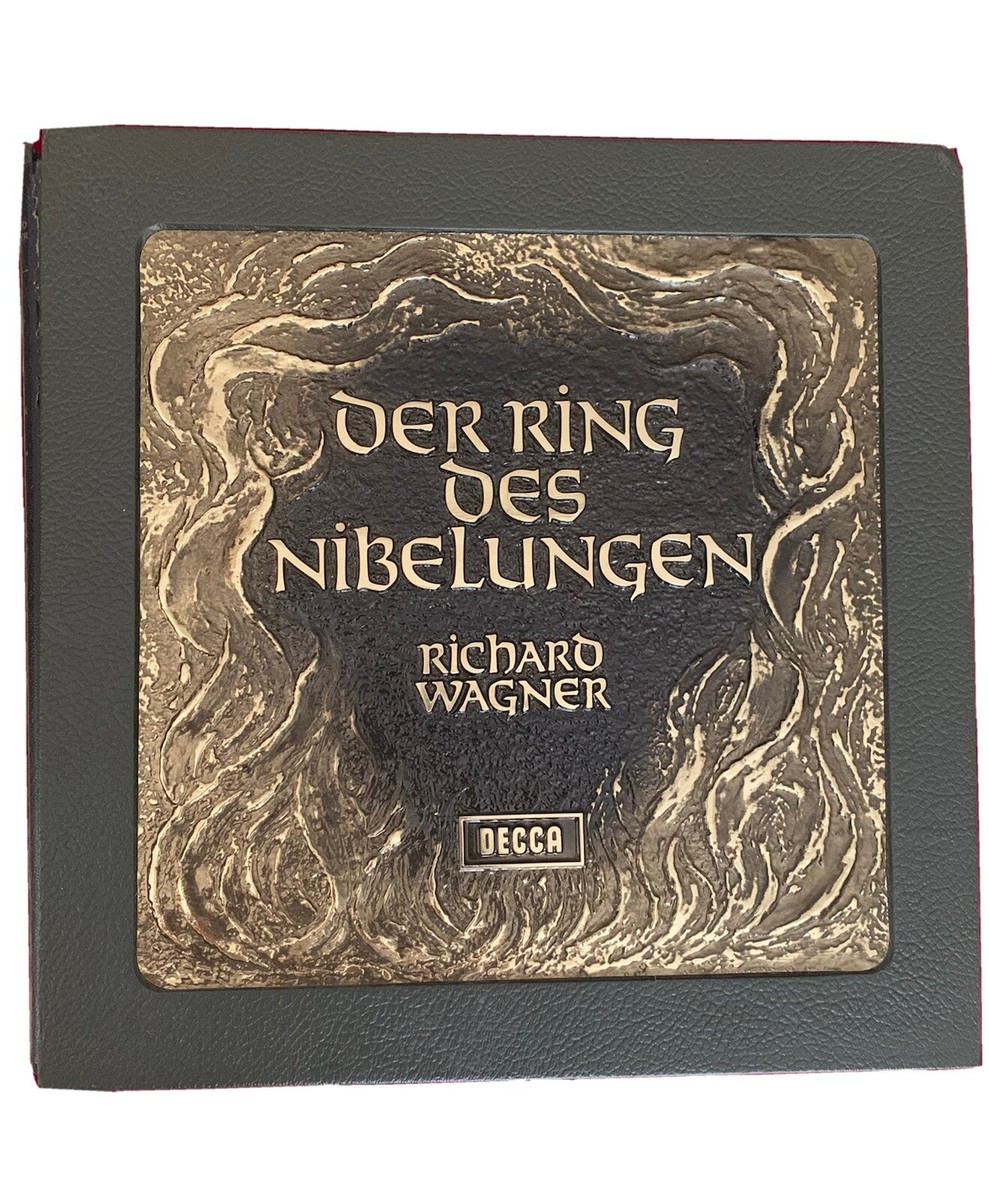 DER RING
DES
NIBELUNGEN
RICHARD
WAGNER
DECCA